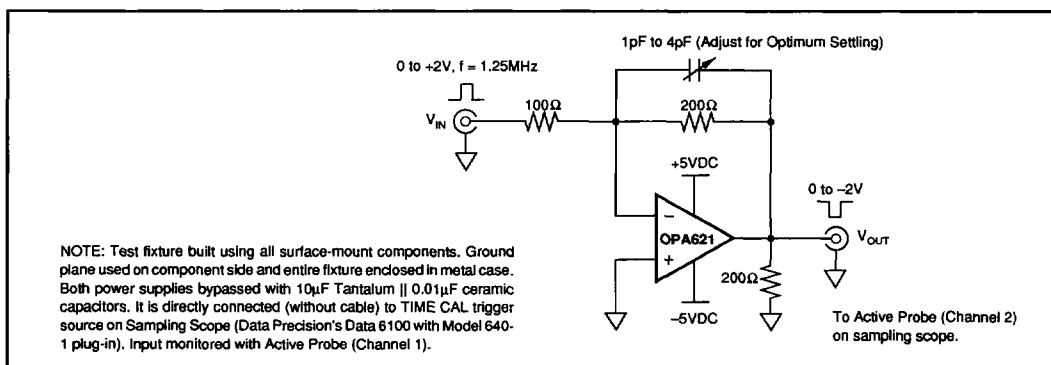 1pF to 4pF (Adjust for Optimum Settling)
0 to +2V, f = 1.25MHz
100Ω
200Ω
VIN
+5VDC
0 to –2V
–
OPA621
VOUT
+
200Ω
–5VDC
NOTE: Test fixture built using all surface-mount components. Ground
plane used on component side and entire fixture enclosed in metal case.
Both power supplies bypassed with 10µF Tantalum || 0.01µF ceramic
capacitors. It is directly connected (without cable) to TIME CAL trigger
source on Sampling Scope (Data Precision's Data 6100 with Model 640-
1 plug-in). Input monitored with Active Probe (Channel 1).
To Active Probe (Channel 2)
on sampling scope.